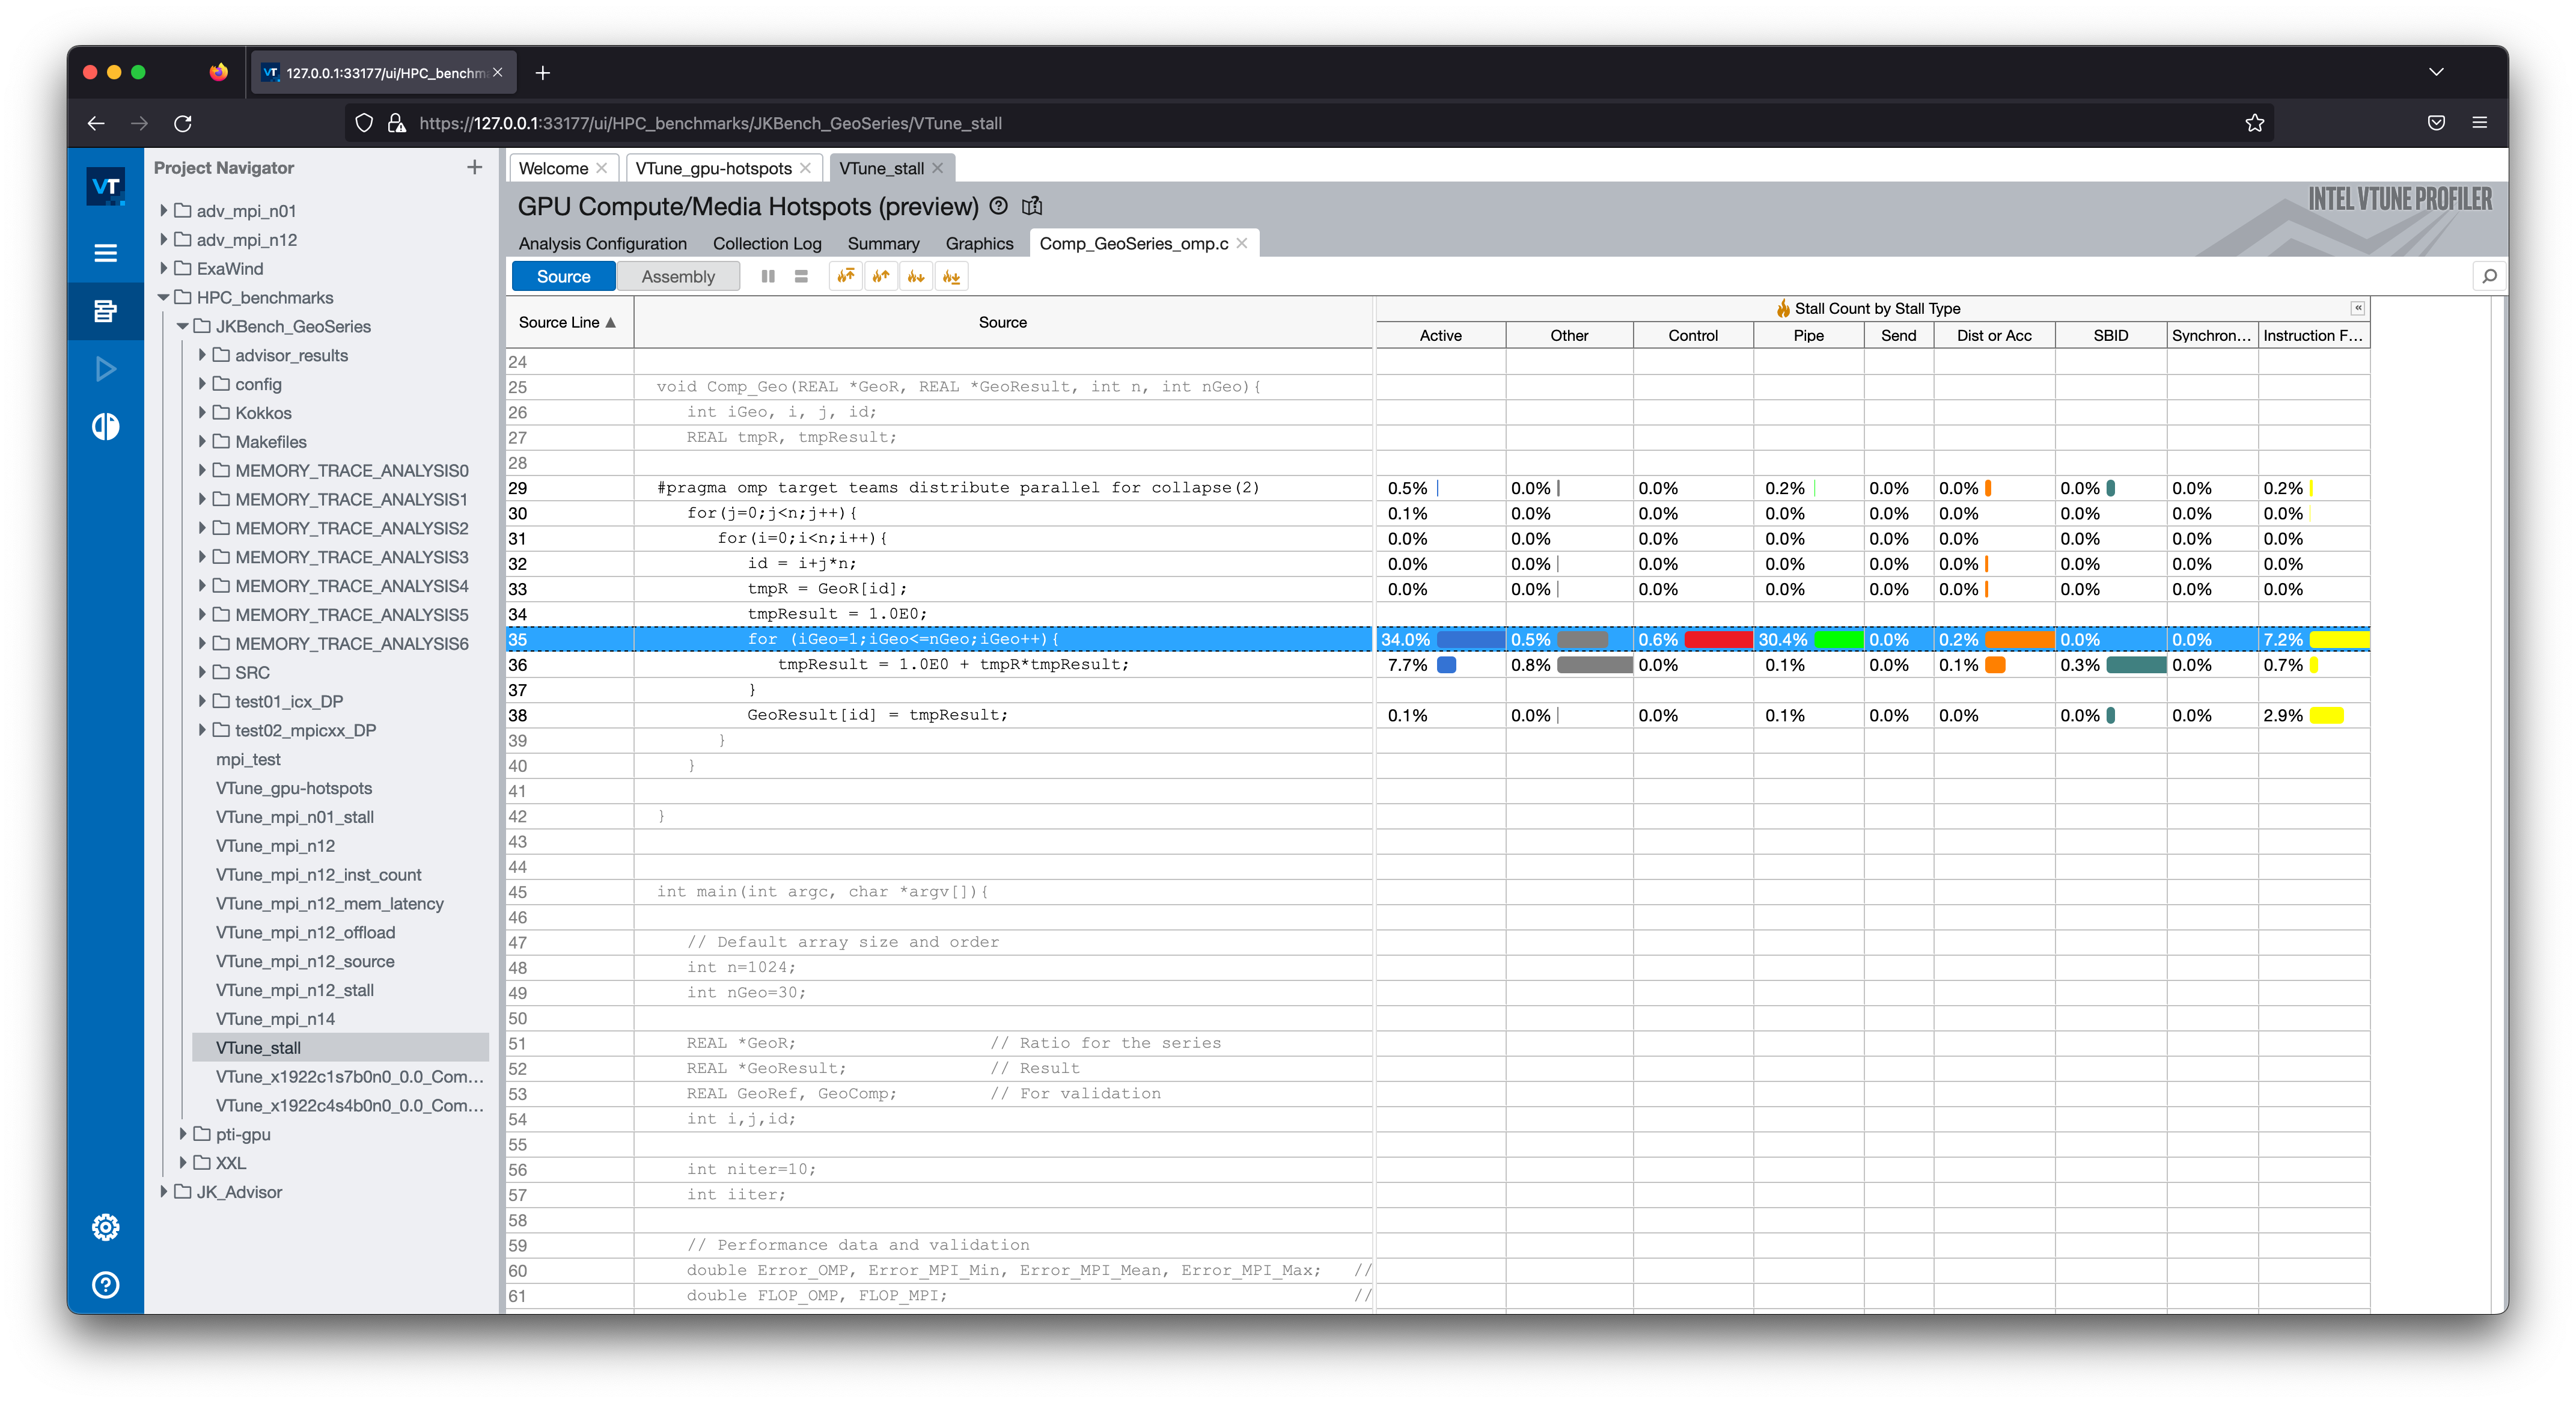 VT 127.0.0.1:33177/ui/HPC_benchm
https://127.0.0.1:33177/ui/HPC_benchmarks/JKBench_GeoSeries/VTune_stall
VT
Project Navigator
adv_mpi_n01
adv_mpi_n12
ExaWind
HPC_benchmarks
JKBench_GeoSeries
advisor_results
config
Kokkos
Makefiles
MEMORY_TRACE_ANALYSIS0
MEMORY_TRACE_ANALYSIS1
MEMORY_TRACE_ANALYSIS2
MEMORY_TRACE_ANALYSIS3
MEMORY_TRACE_ANALYSIS4
MEMORY_TRACE_ANALYSIS5
MEMORY_TRACE_ANALYSIS6
SRC
test01_icx_DP
test02_mpicxx_DP
mpi_test
VTune_gpu-hotspots
VTune_mpi_n01_stall
VTune_mpi_n12
VTune_mpi_n12_inst_count
VTune_mpi_n12_mem_latency
VTune_mpi_n12_offload
VTune_mpi_n12_source
VTune_mpi_n12_stall
VTune_mpi_n14
VTune_stall
VTune_x1922c1s7b0n0_0.0_Com...
VTune_x1922c4s4b0n0_0.0_Com...
pti-gpu
XXL
JK_Advisor
Welcome VTune_gpu-hotspots VTune_stall
GPU Compute/Media Hotspots (preview)
INTEL VTUNE PROFILER
Analysis Configuration Collection Log Summary Graphics Comp_GeoSeries_omp.c
Source Assembly
Source Line ▲ Source Stall Count by Stall Type
Active Other Control Pipe Send Dist or Acc SBID Synchron... Instruction F...
24
25 void Comp_Geo(REAL *GeoR, REAL *GeoResult, int n, int nGeo){
26 int iGeo, i, j, id;
27 REAL tmpR, tmpResult;
28
29 #pragma omp target teams distribute parallel for collapse(2) 0.5% 0.0% 0.0% 0.2% 0.0% 0.0% 0.0% 0.0% 0.2%
30 for(j=0;j<n;j++){ 0.1% 0.0% 0.0% 0.0% 0.0% 0.0% 0.0% 0.0% 0.0%
31 for(i=0;i<n;i++){ 0.0% 0.0% 0.0% 0.0% 0.0% 0.0% 0.0% 0.0% 0.0%
32 id = i+j*n; 0.0% 0.0% 0.0% 0.0% 0.0% 0.0% 0.0% 0.0% 0.0%
33 tmpR = GeoR[id]; 0.0% 0.0% 0.0% 0.0% 0.0% 0.0% 0.0% 0.0% 0.0%
34 tmpResult = 1.0E0;
35 for (iGeo=1;iGeo<=nGeo;iGeo++){ 34.0% 0.5% 0.6% 30.4% 0.0% 0.2% 0.0% 0.0% 7.2%
36 tmpResult = 1.0E0 + tmpR*tmpResult; 7.7% 0.8% 0.0% 0.1% 0.0% 0.1% 0.3% 0.0% 0.7%
37 }
38 GeoResult[id] = tmpResult; 0.1% 0.0% 0.0% 0.1% 0.0% 0.0% 0.0% 0.0% 2.9%
39 }
40 }
41
42 }
43
44
45 int main(int argc, char *argv[]){
46
47 // Default array size and order
48 int n=1024;
49 int nGeo=30;
50
51 REAL *GeoR; // Ratio for the series
52 REAL *GeoResult; // Result
53 REAL GeoRef, GeoComp; // For validation
54 int i,j,id;
55
56 int niter=10;
57 int iiter;
58
59 // Performance data and validation
60 double Error_OMP, Error_MPI_Min, Error_MPI_Mean, Error_MPI_Max; //
61 double FLOP_OMP, FLOP_MPI; //